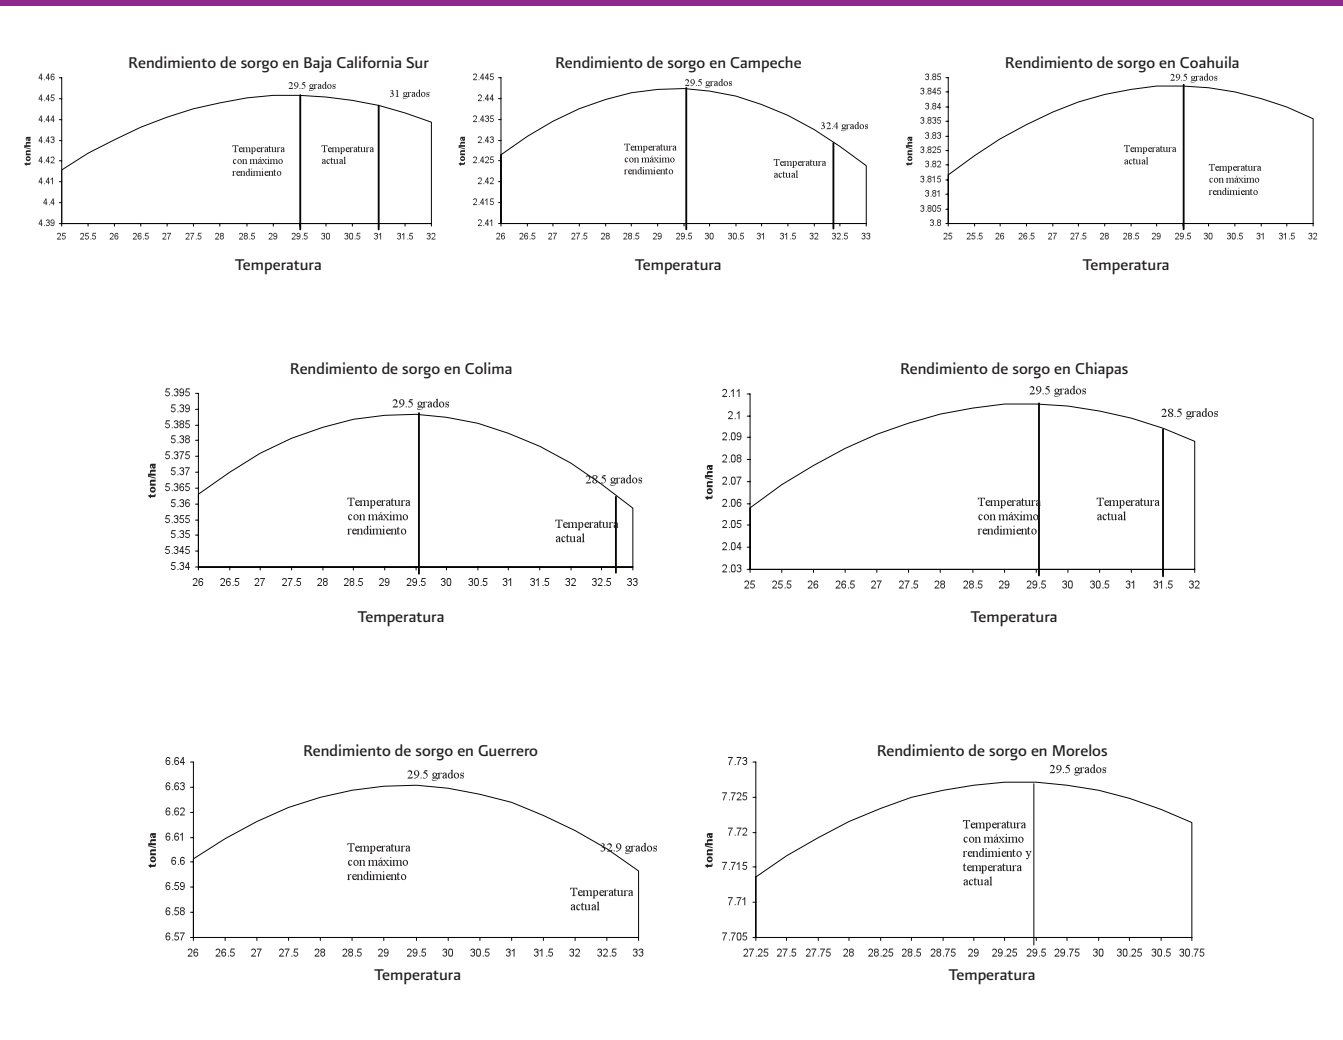 Rendimiento de sorgo en Baja California Sur
4.46
4.45
4.44
4.43
4.42
4.41
4.4
4.39
ton/ha
29.5 grados
31 grados
Temperatura
con máximo
rendimiento
Temperatura
actual
25 25.5 26 26.5 27 27.5 28 28.5 29 29.5 30 30.5 31 31.5 32
Temperatura
Rendimiento de sorgo en Campeche
2.445
2.44
2.435
2.43
2.425
2.42
2.415
2.41
ton/ha
29.5 grados
32.4 grados
Temperatura
con máximo
rendimiento
Temperatura
actual
26 26.5 27 27.5 28 28.5 29 29.5 30 30.5 31 31.5 32 32.5 33
Temperatura
Rendimiento de sorgo en Coahuila
3.85
3.845
3.84
3.835
3.83
3.825
3.82
3.815
3.81
3.805
3.8
ton/ha
29.5 grados
Temperatura
actual
Temperatura
con máximo
rendimiento
25 25.5 26 26.5 27 27.5 28 28.5 29 29.5 30 30.5 31 31.5 32
Temperatura
Rendimiento de sorgo en Colima
5.395
5.39
5.385
5.38
5.375
5.37
5.365
5.36
5.355
5.35
5.345
5.34
ton/ha
29.5 grados
28.5 grados
Temperatura
con máximo
rendimiento
Temperatura
actual
26 26.5 27 27.5 28 28.5 29 29.5 30 30.5 31 31.5 32 32.5 33
Temperatura
Rendimiento de sorgo en Chiapas
2.11
2.1
2.09
2.08
2.07
2.06
2.05
2.04
2.03
ton/ha
29.5 grados
28.5 grados
Temperatura
con máximo
rendimiento
Temperatura
actual
25 25.5 26 26.5 27 27.5 28 28.5 29 29.5 30 30.5 31 31.5 32
Temperatura
Rendimiento de sorgo en Guerrero
6.64
6.63
6.62
6.61
6.6
6.59
6.58
6.57
ton/ha
29.5 grados
32.9 grados
Temperatura
con máximo
rendimiento
Temperatura
actual
26 26.5 27 27.5 28 28.5 29 29.5 30 30.5 31 31.5 32 32.5 33
Temperatura
Rendimiento de sorgo en Morelos
7.73
7.725
7.72
7.715
7.71
7.705
ton/ha
29.5 grados
Temperatura
con máximo
rendimiento y
temperatura
actual
27.25 27.5 27.75 28 28.25 28.5 28.75 29 29.25 29.5 29.75 30 30.25 30.5 30.75
Temperatura